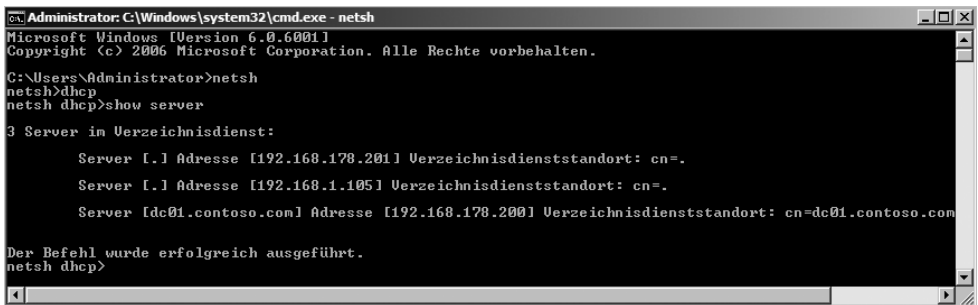 Administrator: C:\Windows\system32\cmd.exe - netsh
Microsoft Windows [Version 6.0.6001]
Copyright (c) 2006 Microsoft Corporation. Alle Rechte vorbehalten.
C:\Users\Administrator>netsh
netsh>dhcp
netsh dhcp>show server
3 Server im Verzeichnisdienst:
Server [.] Adresse [192.168.178.201] Verzeichnisdienststandort: cn=.
Server [.] Adresse [192.168.1.105] Verzeichnisdienststandort: cn=.
Server [dc01.contoso.com] Adresse [192.168.178.200] Verzeichnisdienststandort: cn=dc01.contoso.com
Der Befehl wurde erfolgreich ausgeführt.
netsh dhcp>